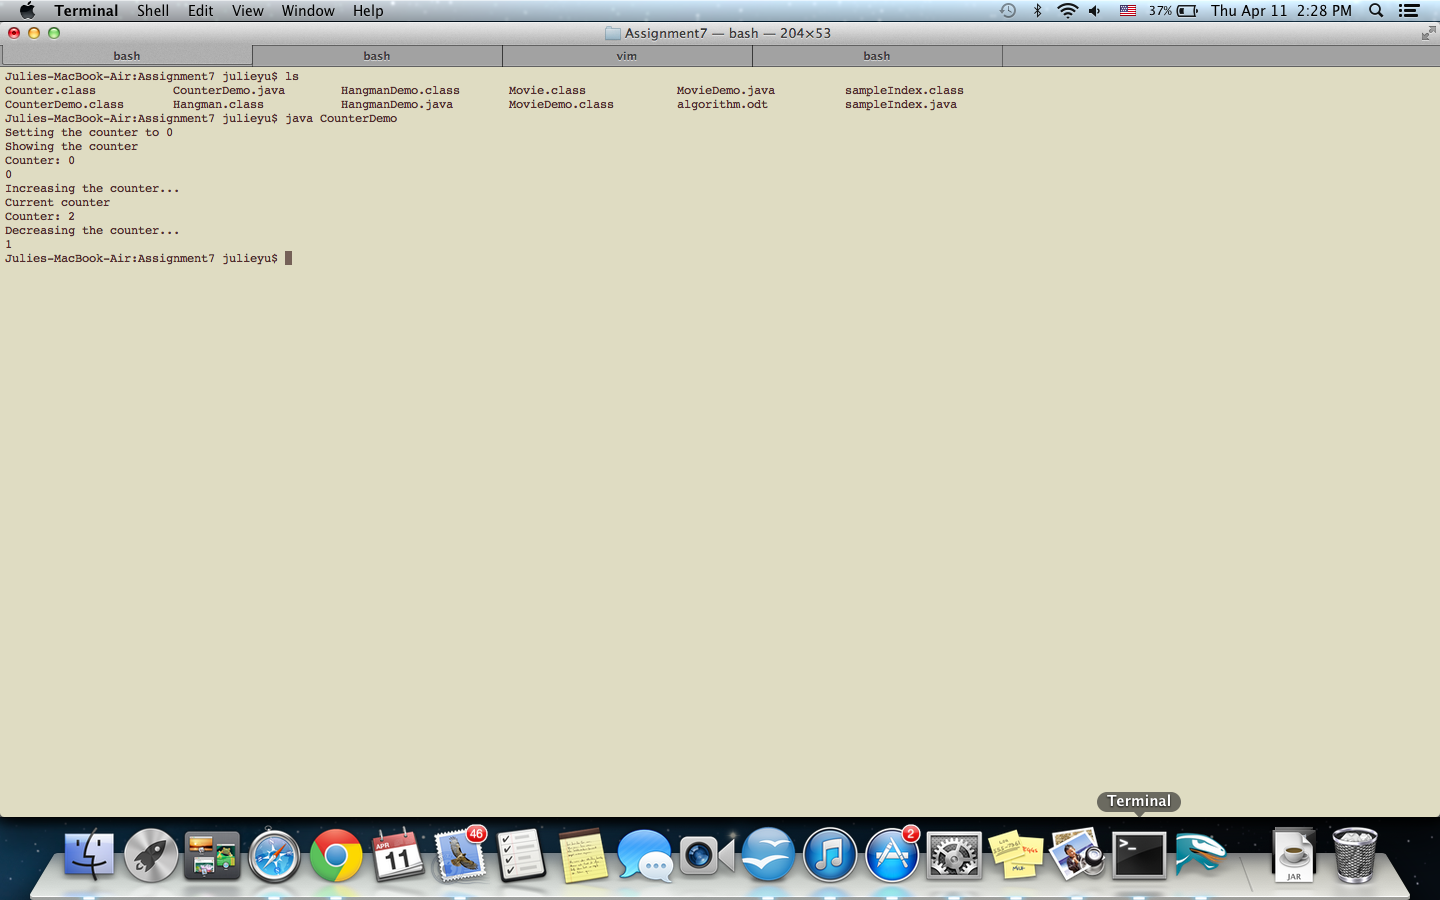 Terminal Shell Edit View Window Help 37% Thu Apr 11 2:28 PM
Assignment7 — bash — 204×53
bash bash vim bash
Julies-MacBook-Air:Assignment7 julieyu$ ls
Counter.class CounterDemo.java HangmanDemo.class Movie.class MovieDemo.java sampleIndex.class
CounterDemo.class Hangman.class HangmanDemo.java MovieDemo.class algorithm.odt sampleIndex.java
Julies-MacBook-Air:Assignment7 julieyu$ java CounterDemo
Setting the counter to 0
Showing the counter
Counter: 0
0
Increasing the counter...
Current counter
Counter: 2
Decreasing the counter...
1
Julies-MacBook-Air:Assignment7 julieyu$
Terminal
46
2
APR
11
>_
JAR